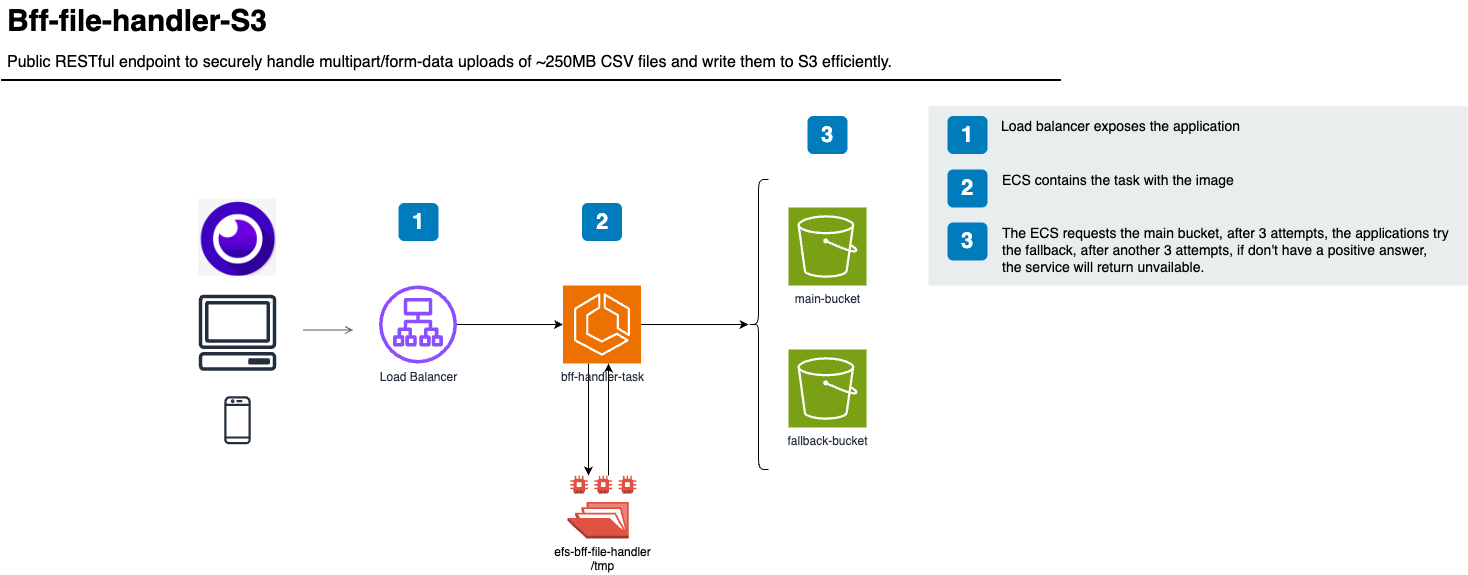 Bff-file-handler-S3
Public RESTful endpoint to securely handle multipart/form-data uploads of ~250MB CSV files and write them to S3 efficiently.
1
Load Balancer
2
bff-handler-task
efs-bff-file-handler
/tmp
3
main-bucket
fallback-bucket
1
Load balancer exposes the application
2
ECS contains the task with the image
3
The ECS requests the main bucket, after 3 attempts, the applications try
the fallback, after another 3 attempts, if don't have a positive answer,
the service will return unvailable.